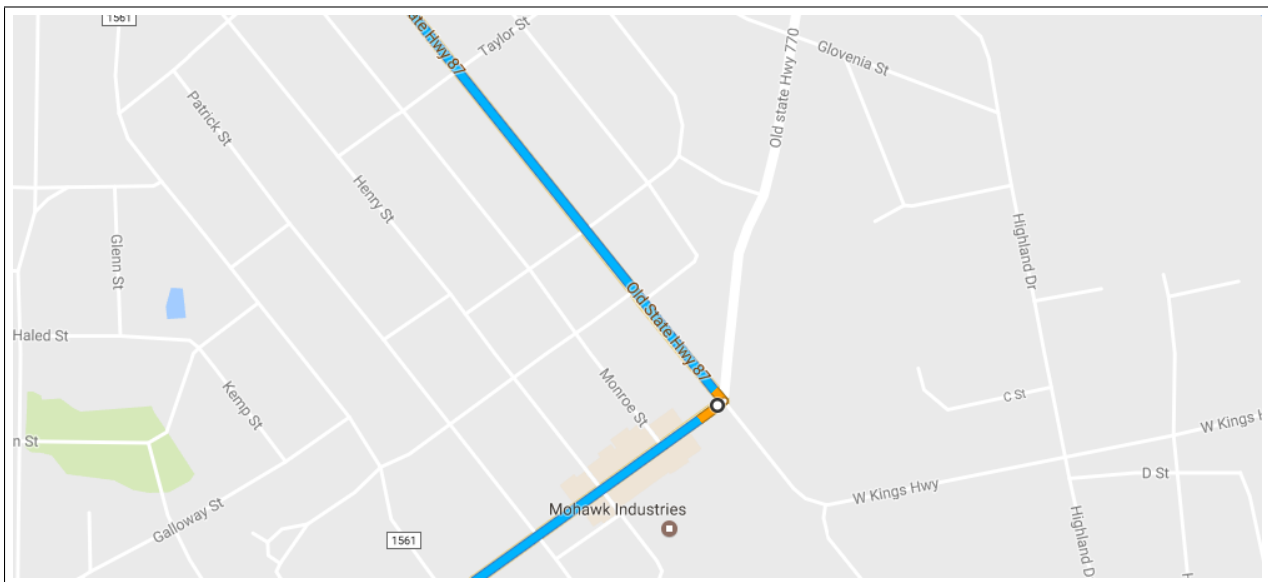 1561
ate Hwy 87
Taylor St
Old state Hwy 770
Glovenia St
Patrick St
Henry St
Highland Dr
Glenn St
Old State Hwy 87
Haled St
Kemp St
Monroe St
C St
W Kings H
n St
W Kings Hwy
D St
Galloway St
Mohawk Industries
Highland D
1561
H